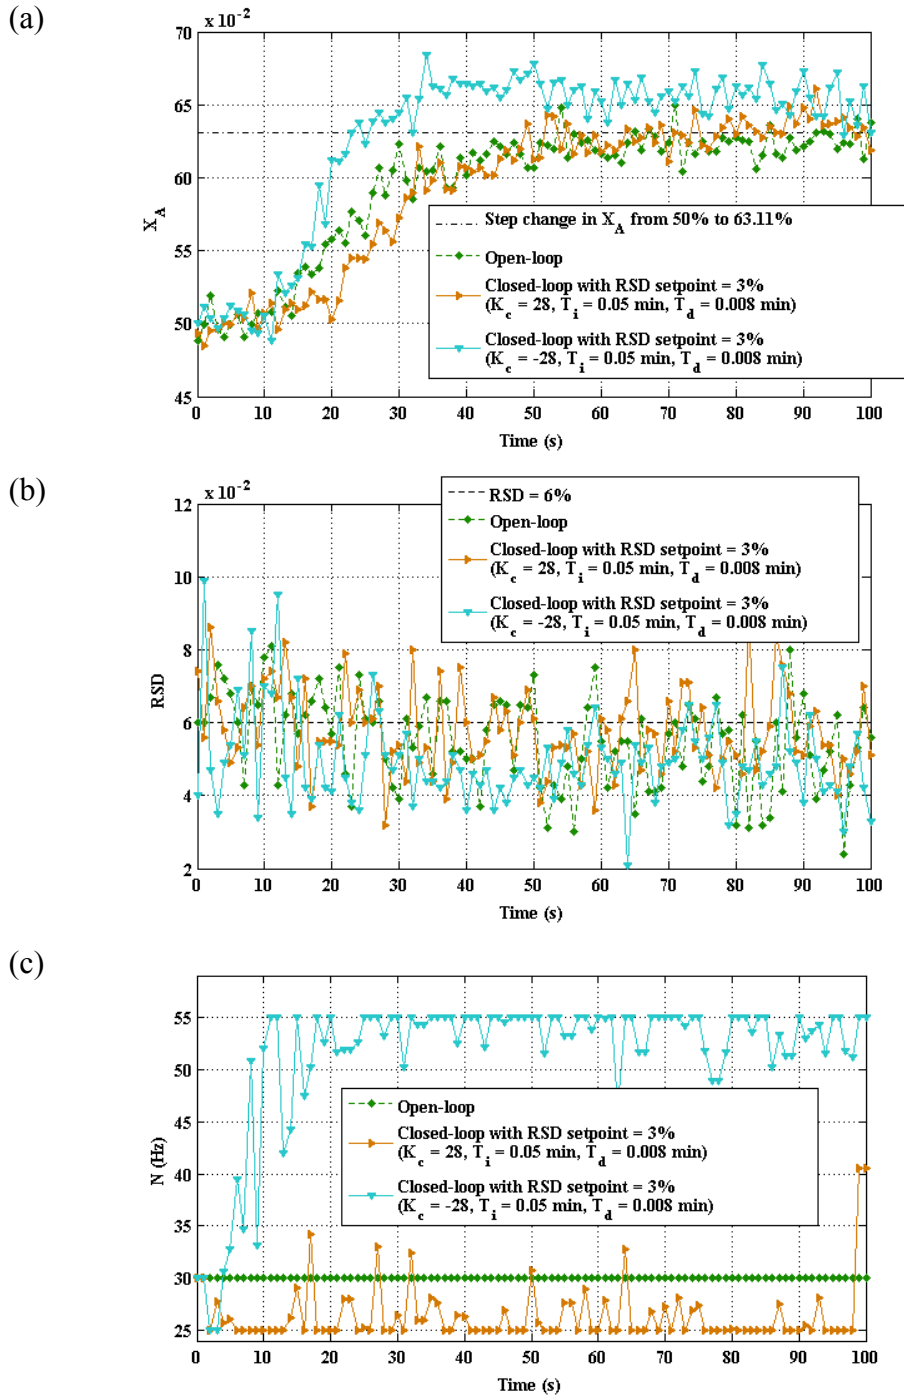 (a)
x 10⁻²
70
65
60
55
50
45
X_A
Step change in X_A from 50% to 63.11%
Open-loop
Closed-loop with RSD setpoint = 3%
(K_c = 28, T_i = 0.05 min, T_d = 0.008 min)
Closed-loop with RSD setpoint = 3%
(K_c = -28, T_i = 0.05 min, T_d = 0.008 min)
0 10 20 30 40 50 60 70 80 90 100
Time (s)
(b)
x 10⁻²
12
10
8
6
4
2
RSD
RSD = 6%
Open-loop
Closed-loop with RSD setpoint = 3%
(K_c = 28, T_i = 0.05 min, T_d = 0.008 min)
Closed-loop with RSD setpoint = 3%
(K_c = -28, T_i = 0.05 min, T_d = 0.008 min)
0 10 20 30 40 50 60 70 80 90 100
Time (s)
(c)
55
50
45
40
35
30
25
N (Hz)
Open-loop
Closed-loop with RSD setpoint = 3%
(K_c = 28, T_i = 0.05 min, T_d = 0.008 min)
Closed-loop with RSD setpoint = 3%
(K_c = -28, T_i = 0.05 min, T_d = 0.008 min)
0 10 20 30 40 50 60 70 80 90 100
Time (s)